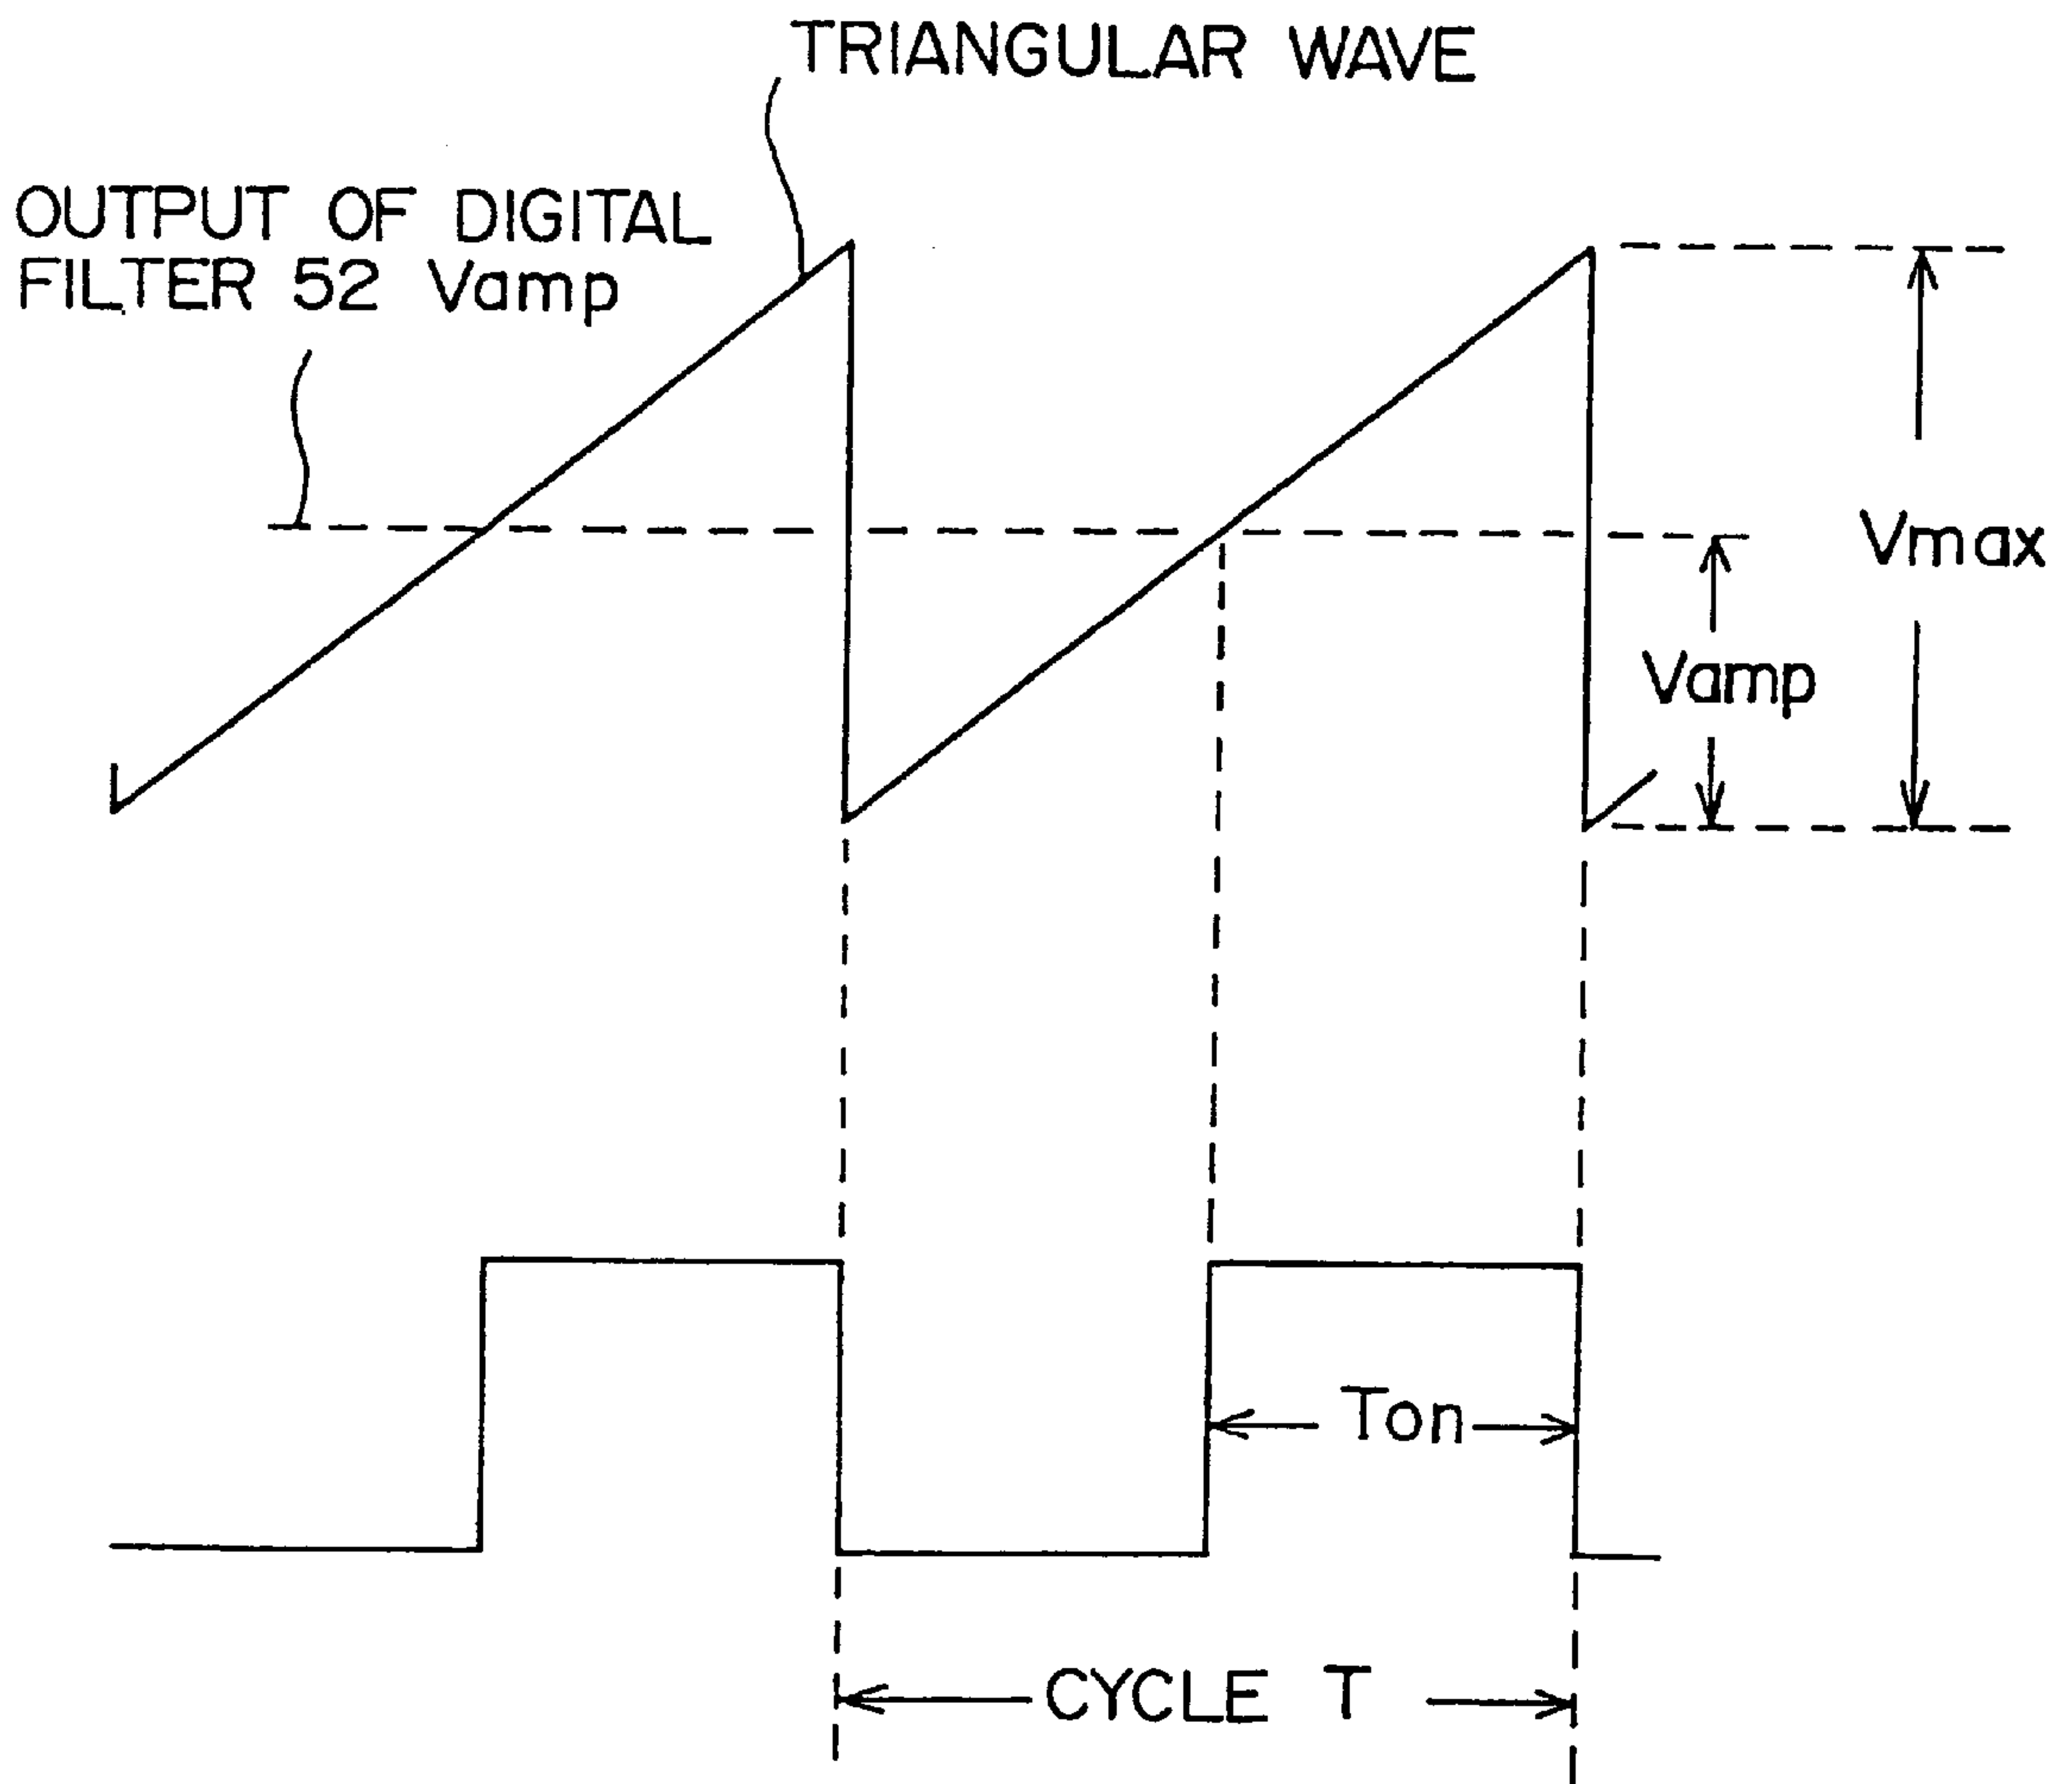 TRIANGULAR WAVE
OUTPUT OF DIGITAL
FILTER 52 Vamp
Vmax
Vamp
Ton
CYCLE T